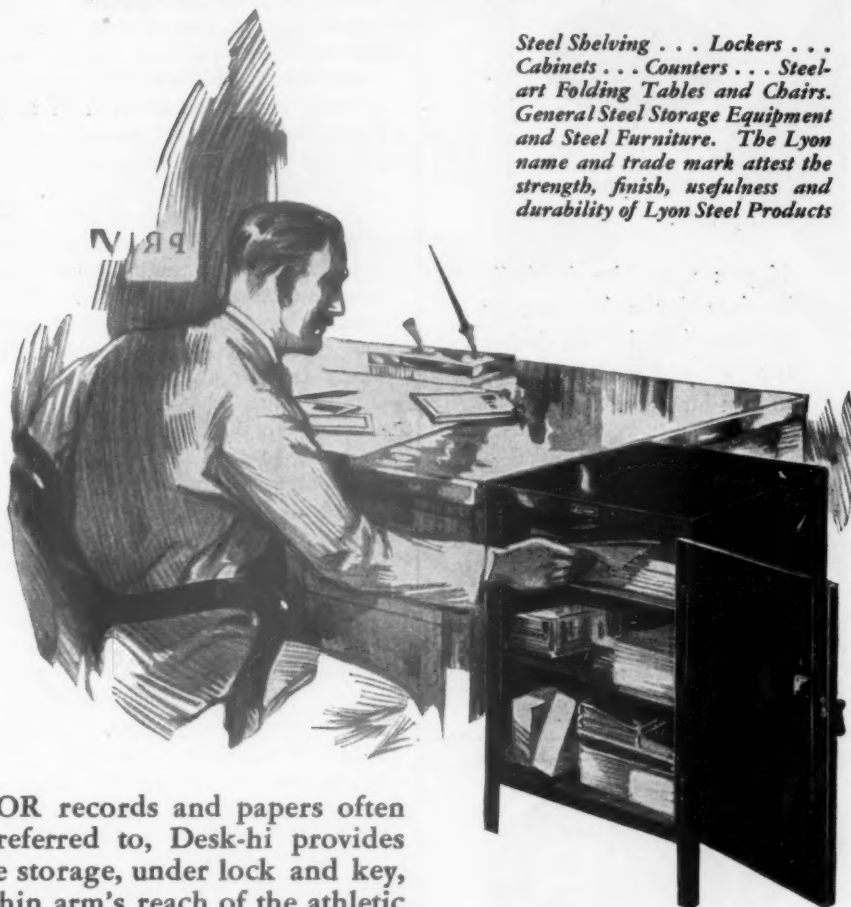 Steel Shelving . . . Lockers . . .
Cabinets . . . Counters . . . Steel-
art Folding Tables and Chairs.
General Steel Storage Equipment
and Steel Furniture. The Lyon
name and trade mark attest the
strength, finish, usefulness and
durability of Lyon Steel Products
PRIV
OR records and papers often
referred to, Desk-hi provides
e storage, under lock and key,
hin arm's reach of the athletic